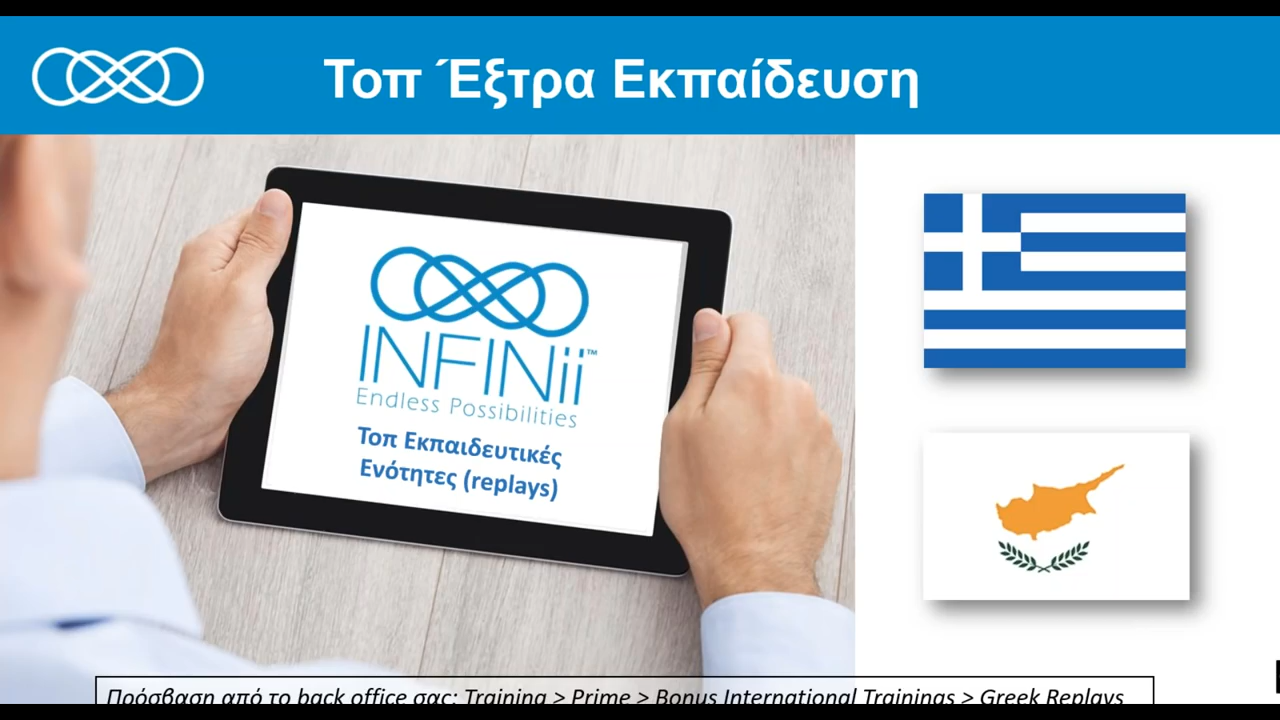 Τοπ Έξτρα Εκπαίδευση
INFINii™
Endless Possibilities
Τοπ Εκπαιδευτικές
Ενότητες (replays)
Πρόσβαση από το back office σας: Training > Prime > Bonus International Trainings > Greek Replays